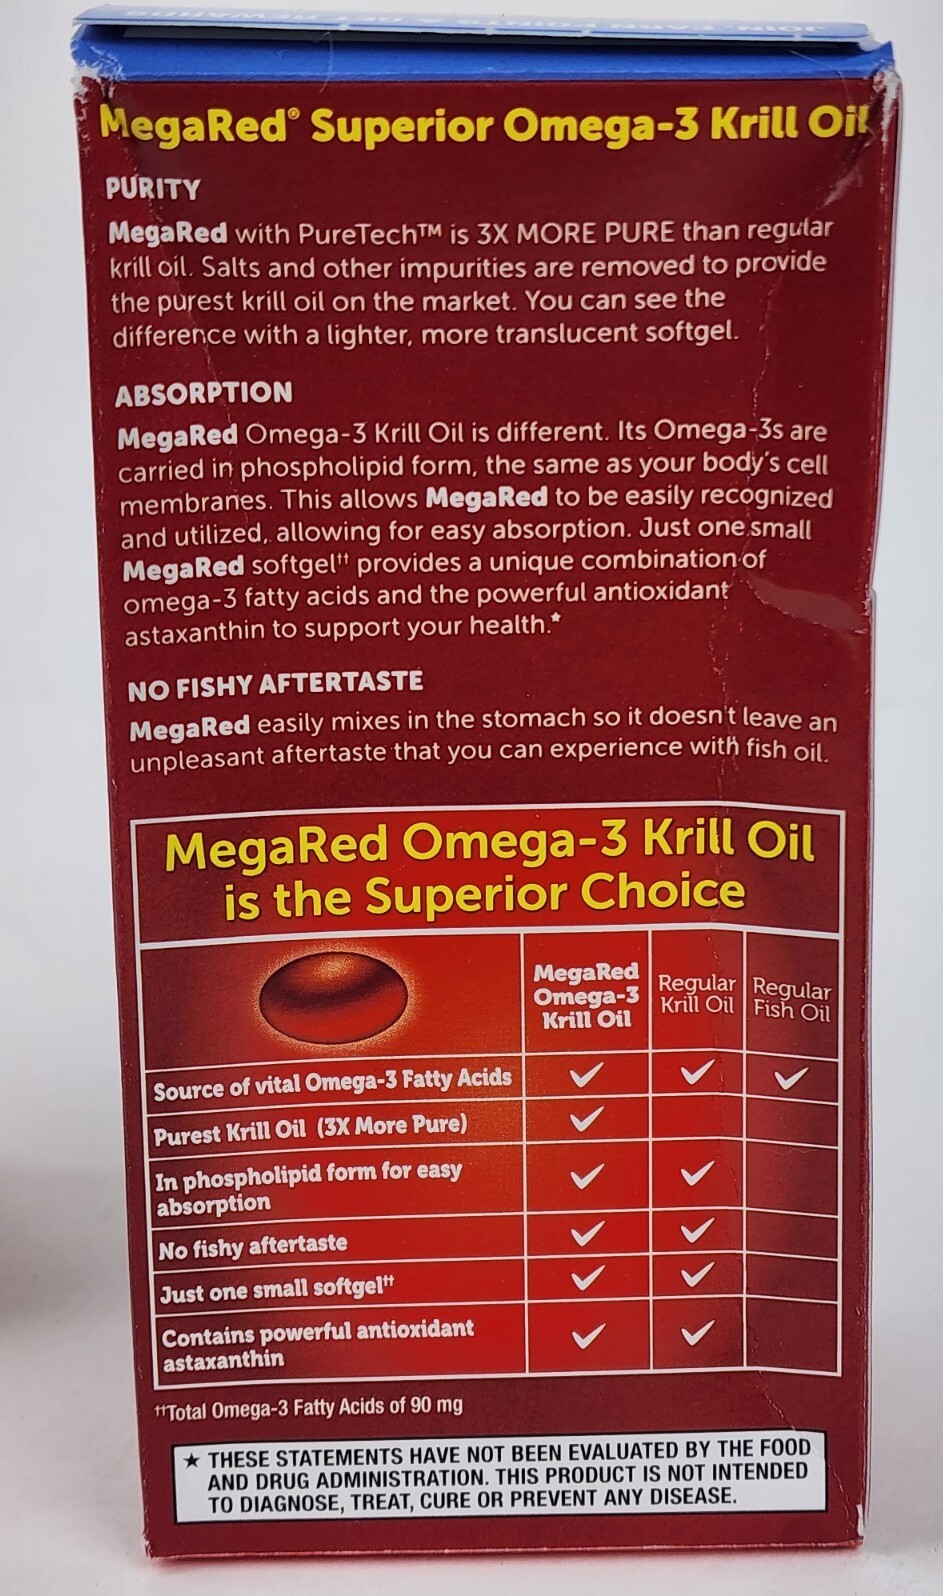 JOIN, EARN POINTS & GET REWARDS
MegaRed® Superior Omega-3 Krill Oil
PURITY
MegaRed with PureTech™ is 3X MORE PURE than regular
krill oil. Salts and other impurities are removed to provide
the purest krill oil on the market. You can see the
difference with a lighter, more translucent softgel.
ABSORPTION
MegaRed Omega-3 Krill Oil is different. Its Omega-3s are
carried in phospholipid form, the same as your body's cell
membranes. This allows MegaRed to be easily recognized
and utilized, allowing for easy absorption. Just one small
MegaRed softgel†† provides a unique combination of
omega-3 fatty acids and the powerful antioxidant
astaxanthin to support your health.*
NO FISHY AFTERTASTE
MegaRed easily mixes in the stomach so it doesn't leave an
unpleasant aftertaste that you can experience with fish oil.
MegaRed Omega-3 Krill Oil
is the Superior Choice
MegaRed
Omega-3
Krill Oil
Regular
Krill Oil
Regular
Fish Oil
Source of vital Omega-3 Fatty Acids ✓ ✓ ✓
Purest Krill Oil (3X More Pure) ✓
In phospholipid form for easy
absorption ✓ ✓
No fishy aftertaste ✓ ✓
Just one small softgel†† ✓ ✓
Contains powerful antioxidant
astaxanthin ✓ ✓
††Total Omega-3 Fatty Acids of 90 mg
★ THESE STATEMENTS HAVE NOT BEEN EVALUATED BY THE FOOD
AND DRUG ADMINISTRATION. THIS PRODUCT IS NOT INTENDED
TO DIAGNOSE, TREAT, CURE OR PREVENT ANY DISEASE.